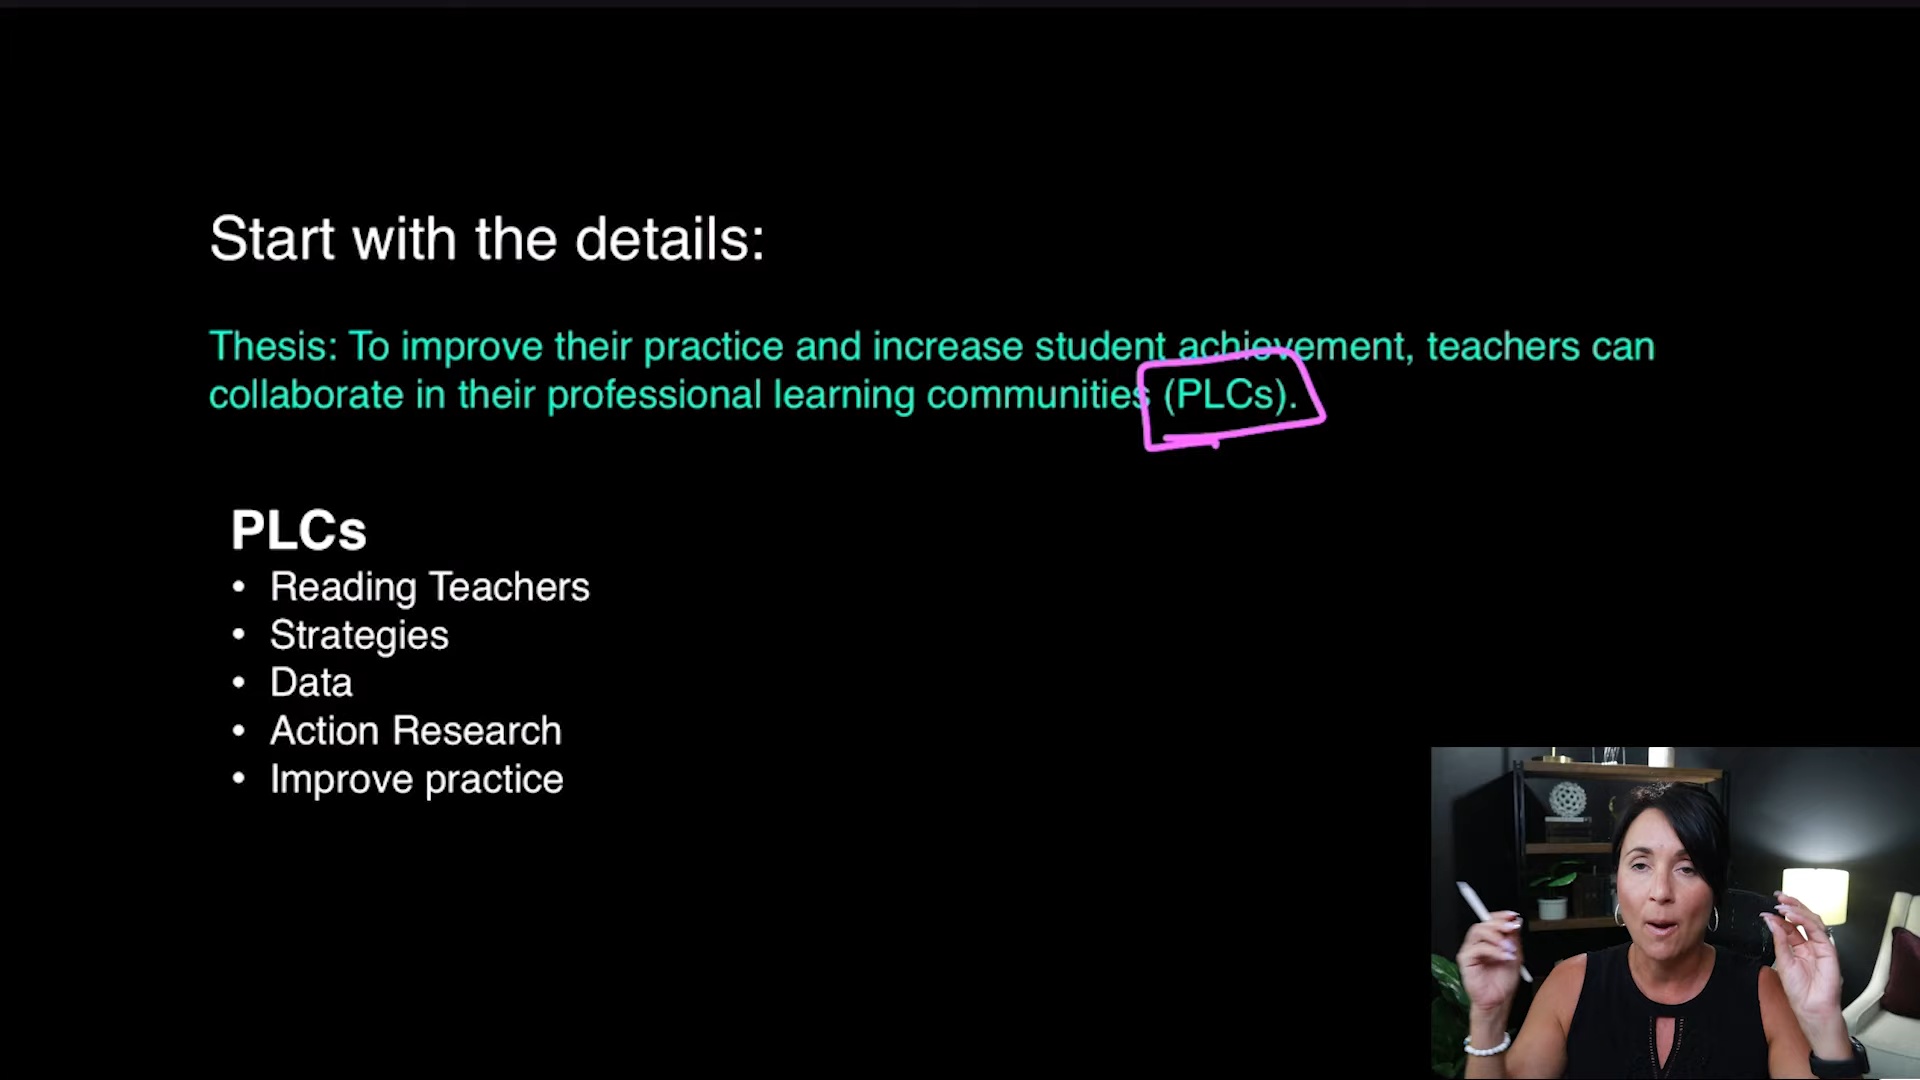 Start with the details:
Thesis: To improve their practice and increase student achievement, teachers can
collaborate in their professional learning communities (PLCs).
PLCs
• Reading Teachers
• Strategies
• Data
• Action Research
• Improve practice